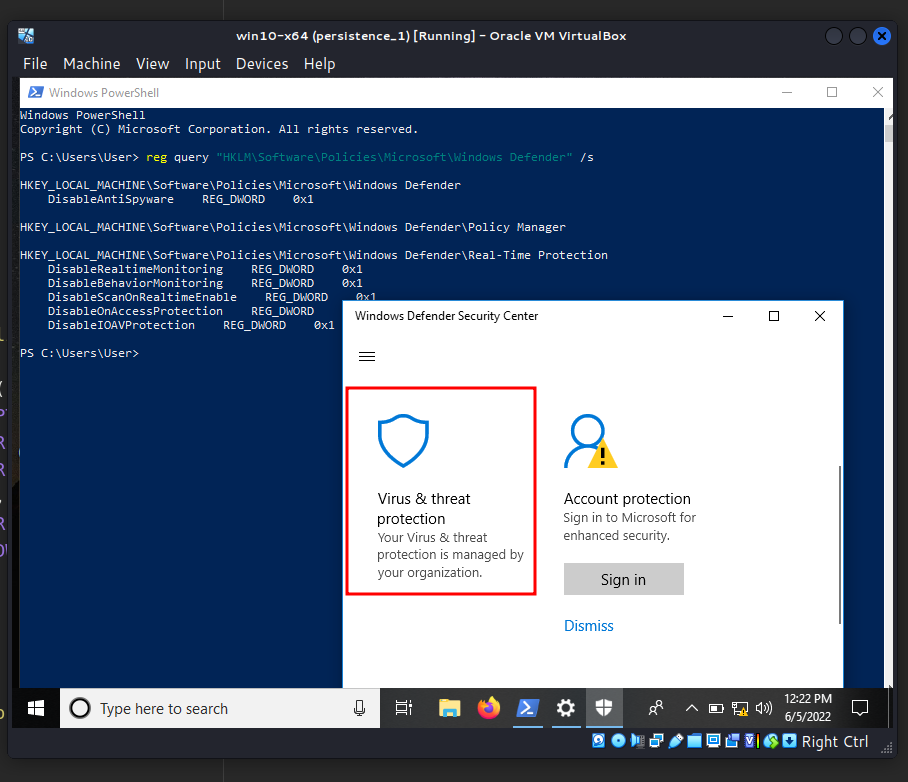 win10-x64 (persistence_1) [Running] - Oracle VM VirtualBox
File Machine View Input Devices Help
Windows PowerShell
Windows PowerShell
Copyright (C) Microsoft Corporation. All rights reserved.
PS C:\Users\User> reg query "HKLM\Software\Policies\Microsoft\Windows Defender" /s
HKEY_LOCAL_MACHINE\Software\Policies\Microsoft\Windows Defender
DisableAntiSpyware REG_DWORD 0x1
HKEY_LOCAL_MACHINE\Software\Policies\Microsoft\Windows Defender\Policy Manager
HKEY_LOCAL_MACHINE\Software\Policies\Microsoft\Windows Defender\Real-Time Protection
DisableRealtimeMonitoring REG_DWORD 0x1
DisableBehaviorMonitoring REG_DWORD 0x1
DisableScanOnRealtimeEnable REG_DWORD 0x1
DisableOnAccessProtection REG_DWORD
DisableIOAVProtection REG_DWORD 0x1
PS C:\Users\User>
Windows Defender Security Center
Virus & threat
protection
Your Virus & threat
protection is managed by
your organization.
Account protection
Sign in to Microsoft for
enhanced security.
Sign in
Dismiss
Type here to search
12:22 PM
6/5/2022
Right Ctrl